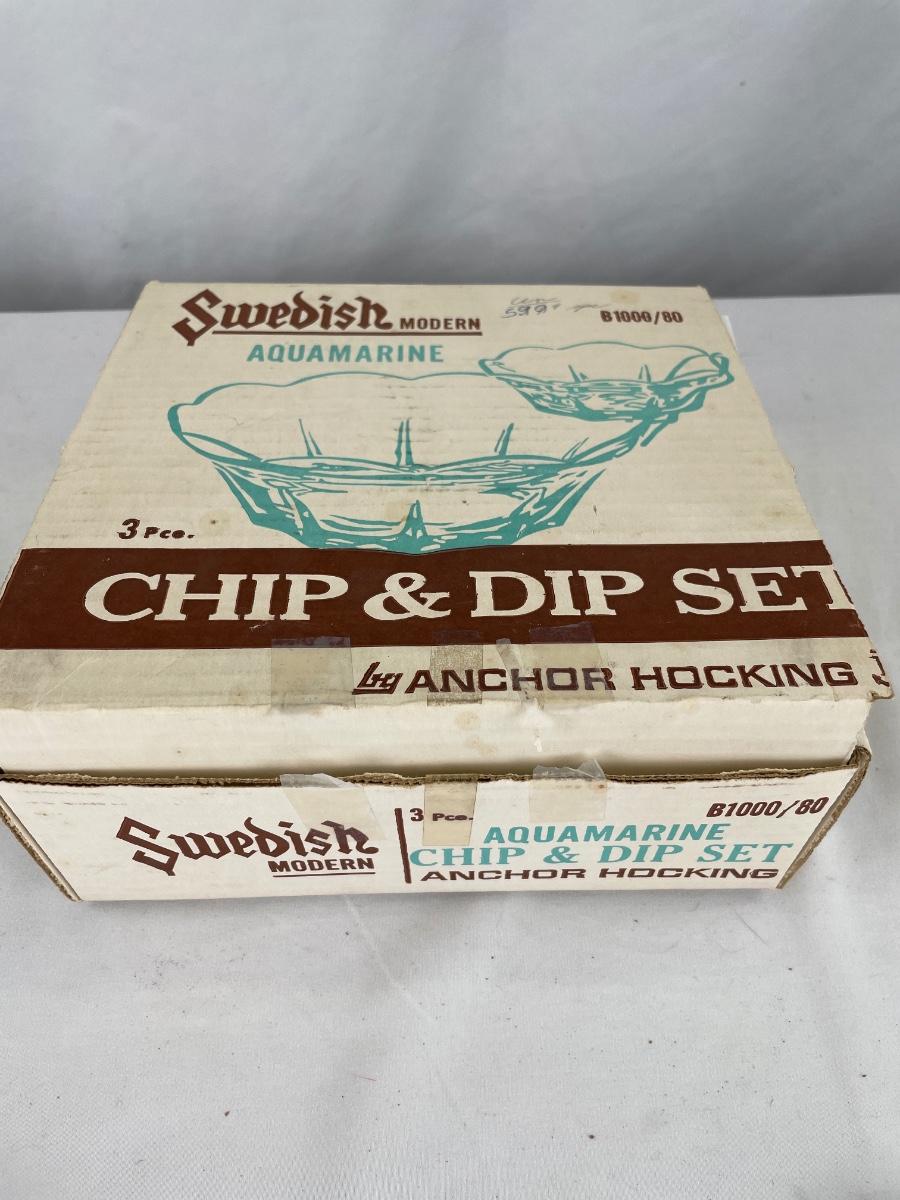 Swedish MODERN
B1000/80
599
AQUAMARINE
3 Pce.
CHIP & DIP SET
ANCHOR HOCKING
Swedish
MODERN
3 Pce.
B1000/80
AQUAMARINE
CHIP & DIP SET
ANCHOR HOCKING